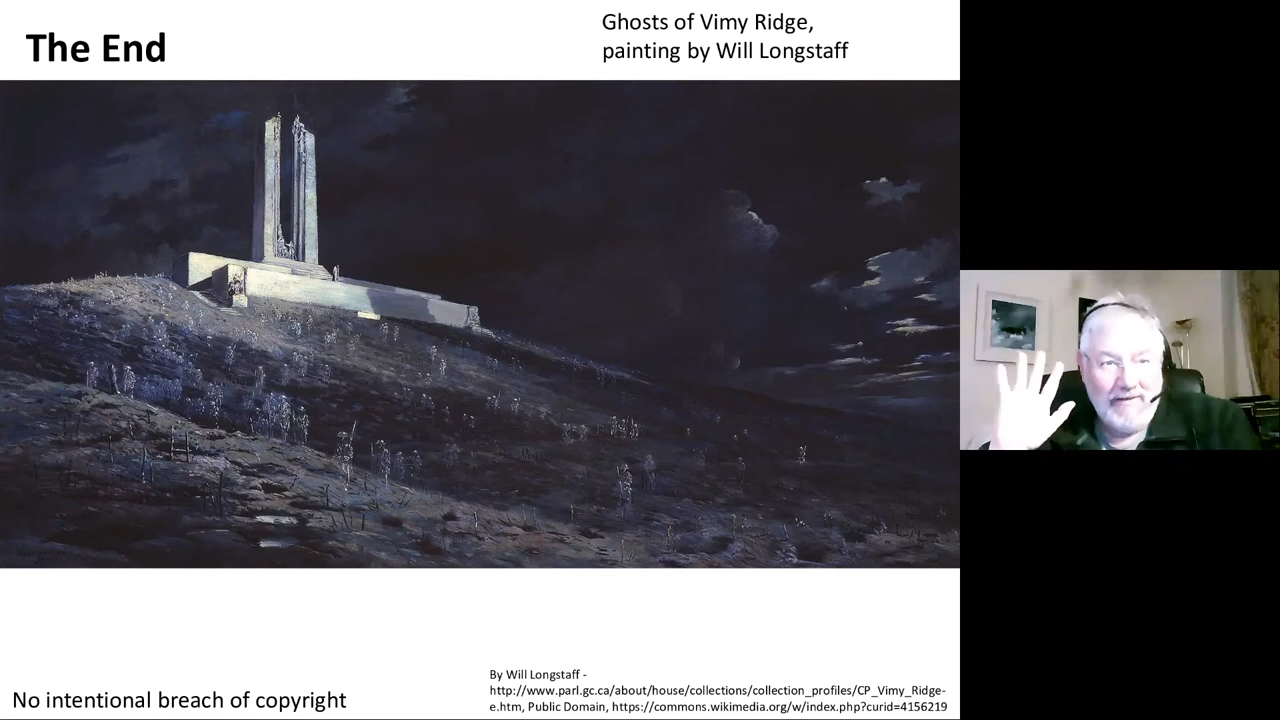 The End
Ghosts of Vimy Ridge,
painting by Will Longstaff
By Will Longstaff -
http://www.parl.gc.ca/about/house/collections/collection_profiles/CP_Vimy_Ridge-
e.htm, Public Domain, https://commons.wikimedia.org/w/index.php?curid=4156219
No intentional breach of copyright